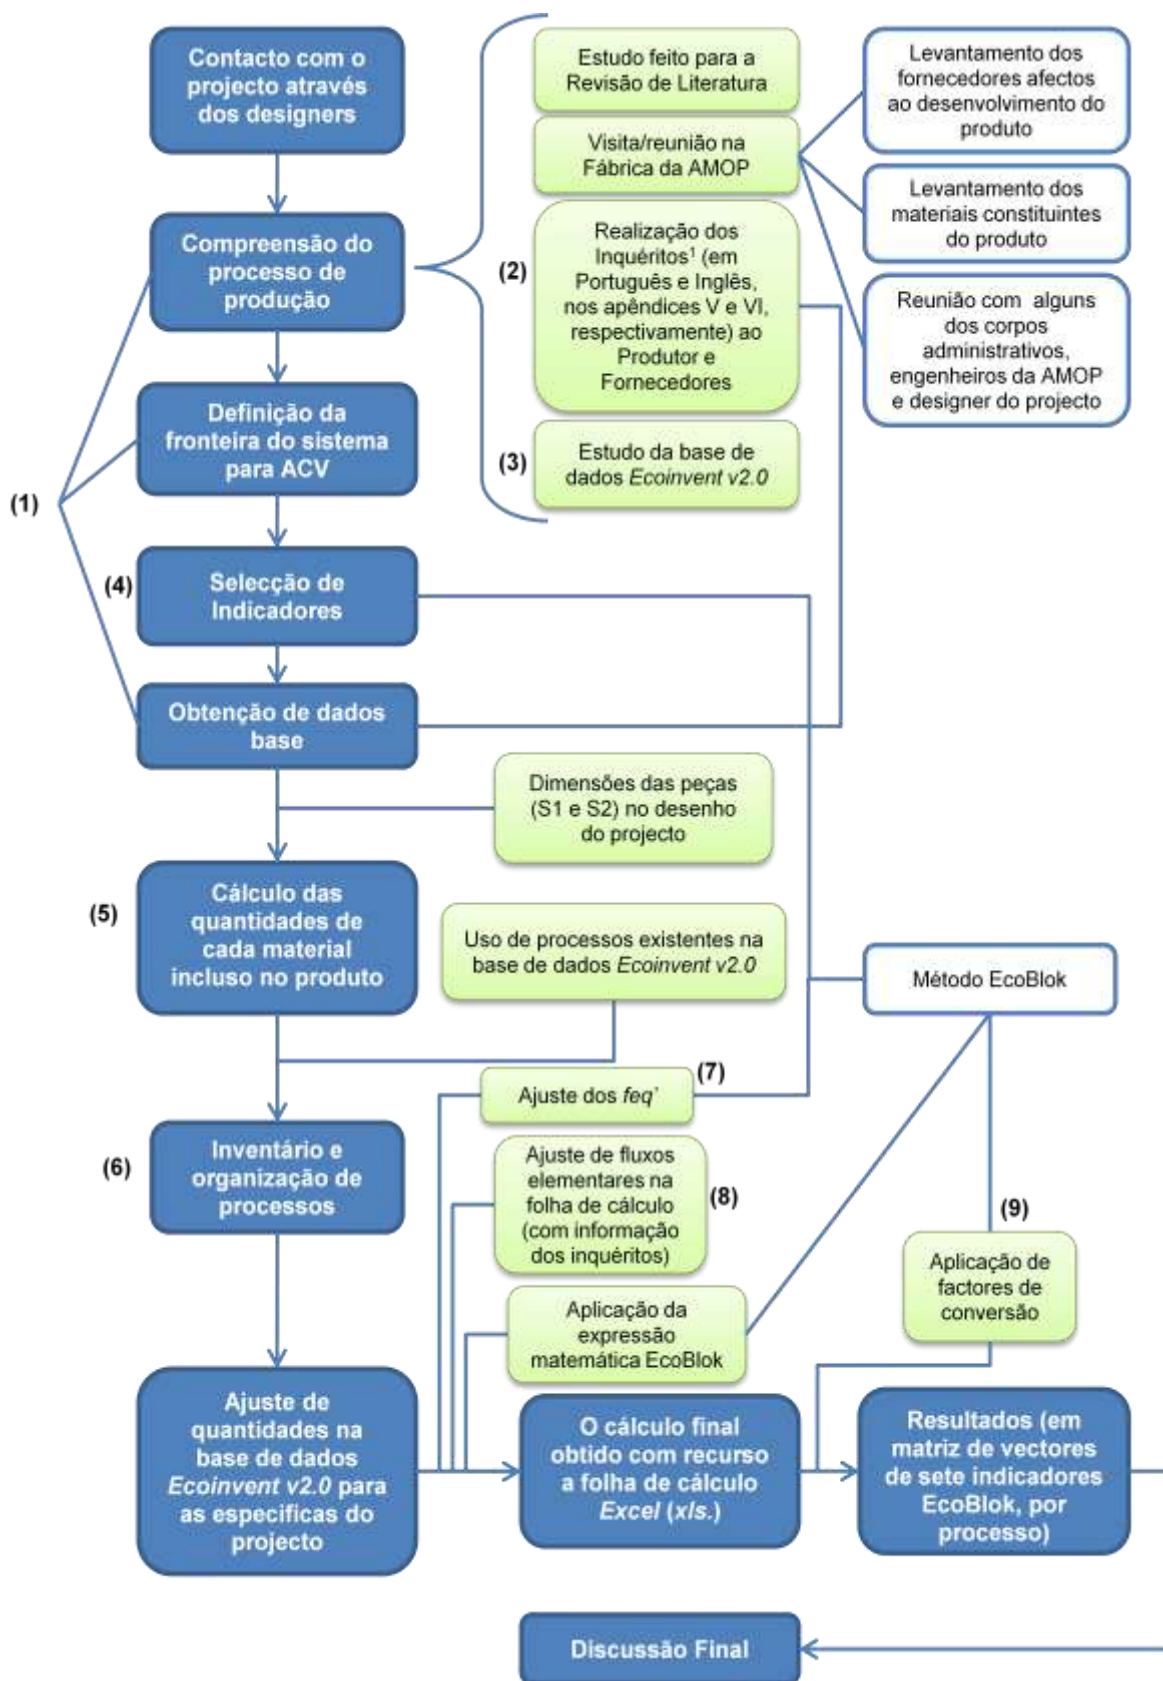 Contacto com o
projecto através
dos designers
Compreensão do
processo de
produção
Definição da
fronteira do sistema
para ACV
(1)
(4)
Selecção de
Indicadores
Obtenção de dados
base
Estudo feito para a
Revisão de Literatura
Visita/reunião na
Fábrica da AMOP
(2)
Realização dos
Inquéritos¹ (em
Português e Inglês,
nos apêndices V e VI,
respectivamente) ao
Produtor e
Fornecedores
(3)
Estudo da base de
dados Ecoinvent v2.0
Levantamento dos
fornecedores afectos
ao desenvolvimento do
produto
Levantamento dos
materiais constituintes
do produto
Reunião com alguns
dos corpos
administrativos,
engenheiros da AMOP
e designer do projecto
Dimensões das peças
(S1 e S2) no desenho
do projecto
(5)
Cálculo das
quantidades de
cada material
incluso no produto
Uso de processos existentes na
base de dados Ecoinvent v2.0
Método EcoBlok
(6)
Inventário e
organização de
processos
Ajuste dos feq'
(7)
Ajuste de fluxos
elementares na
folha de cálculo
(com informação
dos inquéritos)
(8)
Aplicação da
expressão
matemática EcoBlok
(9)
Aplicação de
factores de
conversão
Ajuste de
quantidades na
base de dados
Ecoinvent v2.0 para
as especificas do
projecto
O cálculo final
obtido com recurso
a folha de cálculo
Excel (xls.)
Resultados (em
matriz de vectores
de sete indicadores
EcoBlok, por
processo)
Discussão Final